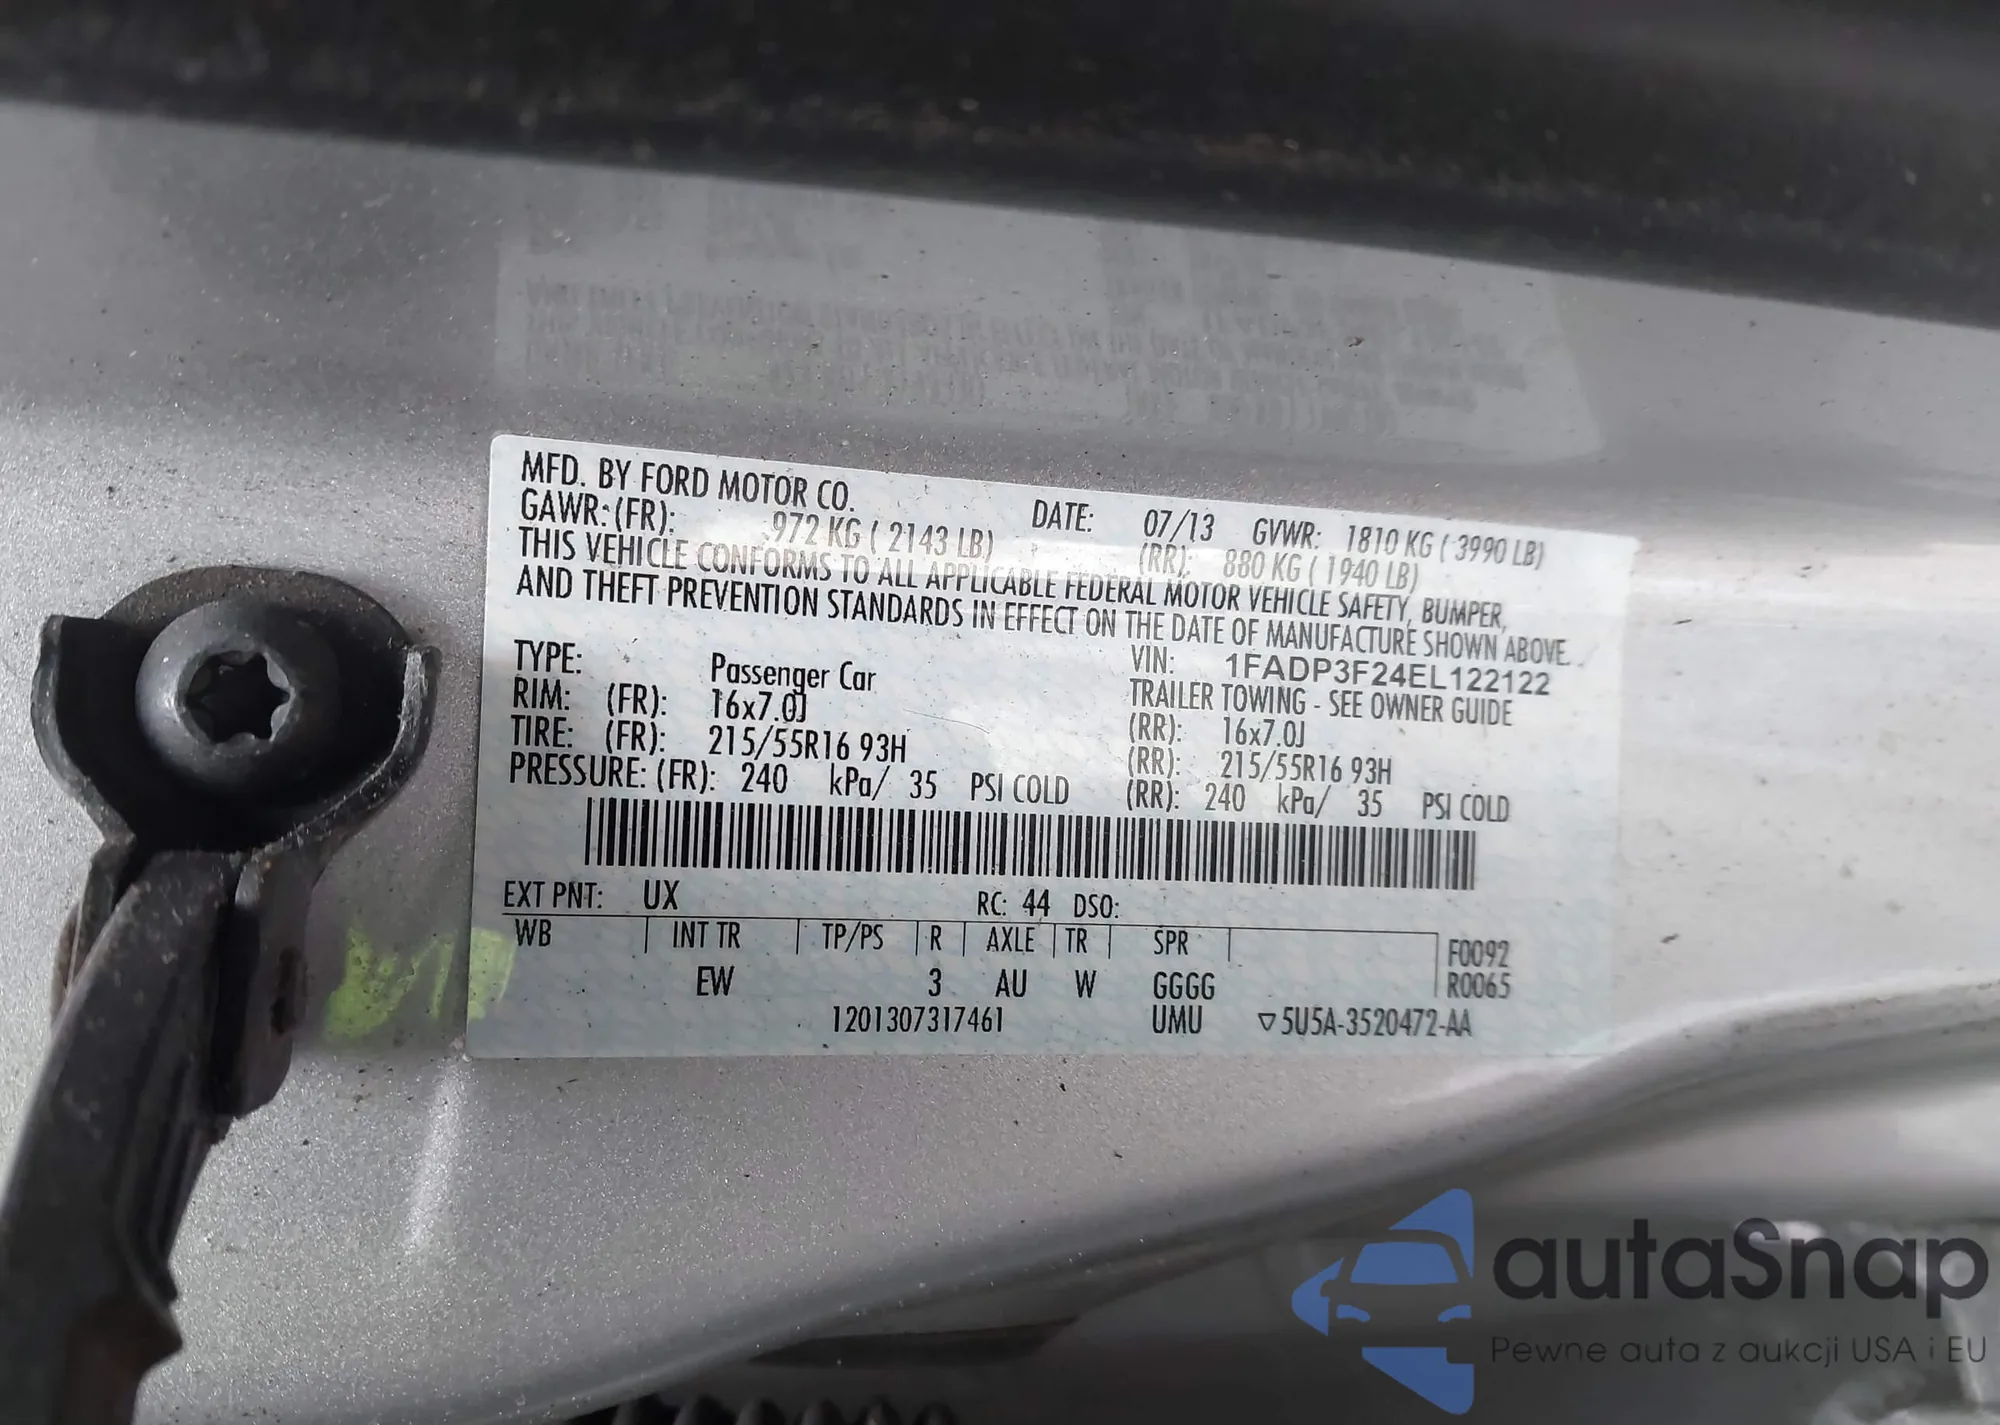 MFD. BY FORD MOTOR CO. DATE: 07/13 GVWR: 1810 KG ( 3990 LB)
GAWR: (FR): 972 KG ( 2143 LB) (RR): 880 KG ( 1940 LB)
THIS VEHICLE CONFORMS TO ALL APPLICABLE FEDERAL MOTOR VEHICLE SAFETY, BUMPER,
AND THEFT PREVENTION STANDARDS IN EFFECT ON THE DATE OF MANUFACTURE SHOWN ABOVE.
VIN: 1FADP3F24EL122122
TYPE: Passenger Car TRAILER TOWING - SEE OWNER GUIDE
RIM: (FR): 16x7.0J (RR): 16x7.0J
TIRE: (FR): 215/55R16 93H (RR): 215/55R16 93H
PRESSURE: (FR): 240 kPa/ 35 PSI COLD (RR): 240 kPa/ 35 PSI COLD
EXT PNT: UX RC: 44 DSO:
WB INT TR TP/PS R AXLE TR SPR F0092
EW 3 AU W GGGG R0065
1201307317461 UMU ▽5U5A-3520472-AA
autaSnap
Pewne auta z aukcji USA i EU